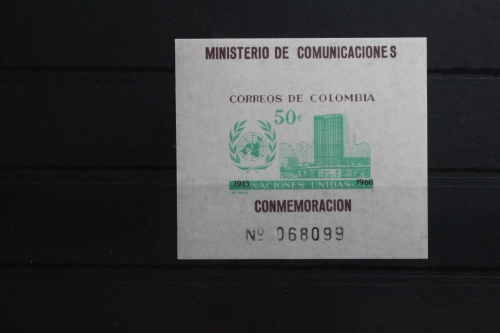 MINISTERIO DE COMUNICACIONES
CORREOS DE COLOMBIA
50¢
1945 1960
NACIONES UNIDAS
CONMEMORACION
Nº 068099